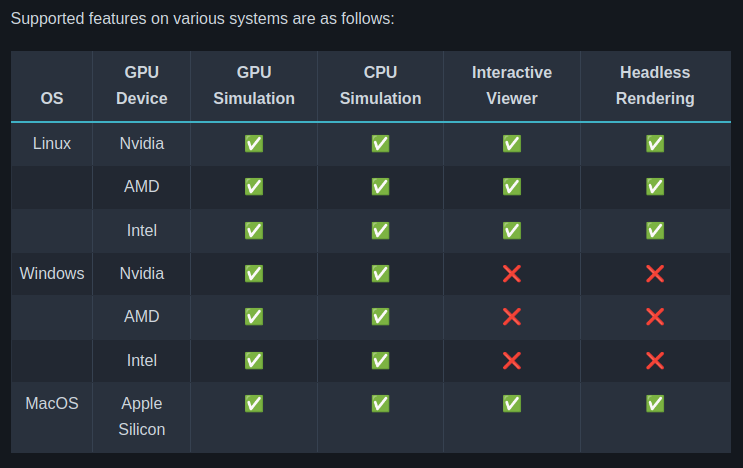 Supported features on various systems are as follows:
OS GPU Device GPU Simulation CPU Simulation Interactive Viewer Headless Rendering
Linux Nvidia ✅ ✅ ✅ ✅
AMD ✅ ✅ ✅ ✅
Intel ✅ ✅ ✅ ✅
Windows Nvidia ✅ ✅ ❌ ❌
AMD ✅ ✅ ❌ ❌
Intel ✅ ✅ ❌ ❌
MacOS Apple Silicon ✅ ✅ ✅ ✅